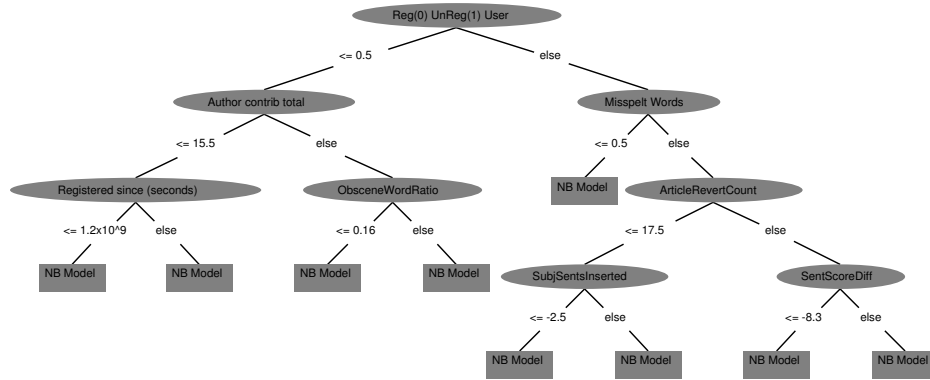 Reg(0) UnReg(1) User
<= 0.5
else
Author contrib total
Misspelt Words
<= 15.5
else
<= 0.5
else
Registered since (seconds)
ObsceneWordRatio
NB Model
ArticleRevertCount
<= 1.2x10^9
else
<= 0.16
else
<= 17.5
else
NB Model
NB Model
NB Model
NB Model
SubjSentsInserted
SentScoreDiff
<= -2.5
else
<= -8.3
else
NB Model
NB Model
NB Model
NB Model